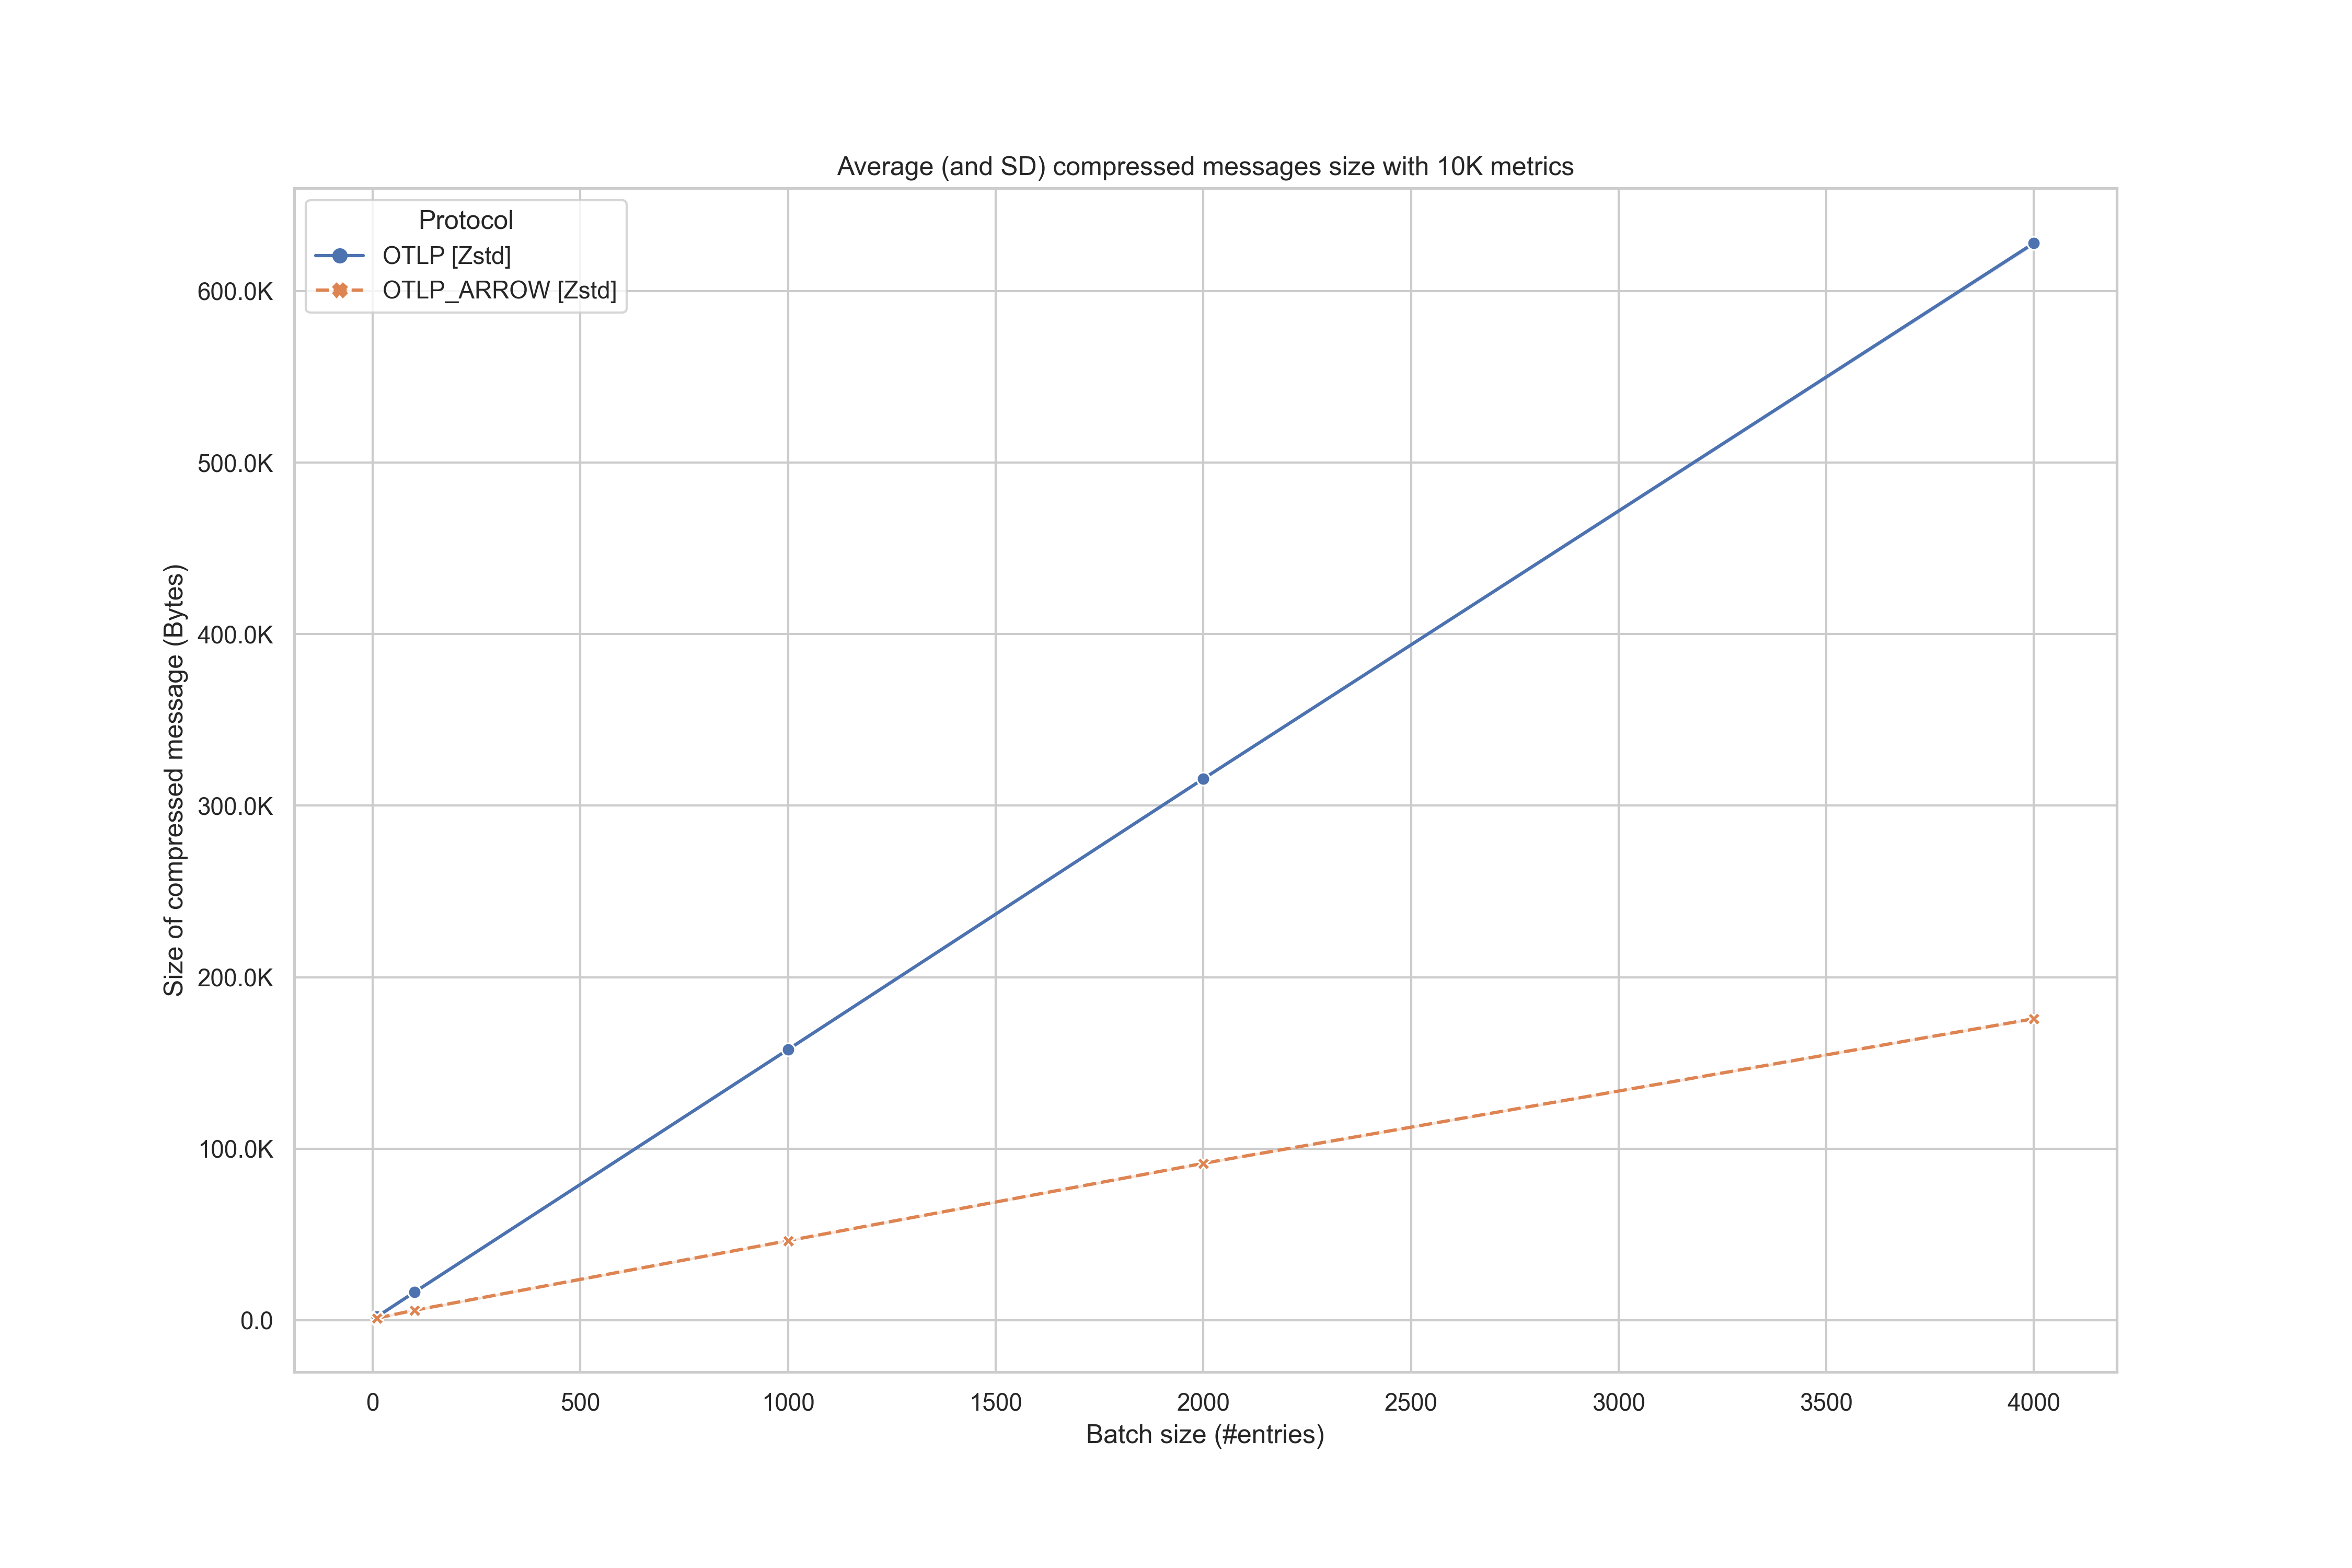 Average (and SD) compressed messages size with 10K metrics
Protocol
OTLP [Zstd]
OTLP_ARROW [Zstd]
600.0K
500.0K
400.0K
300.0K
200.0K
100.0K
0.0
Size of compressed message (Bytes)
0 500 1000 1500 2000 2500 3000 3500 4000
Batch size (#entries)